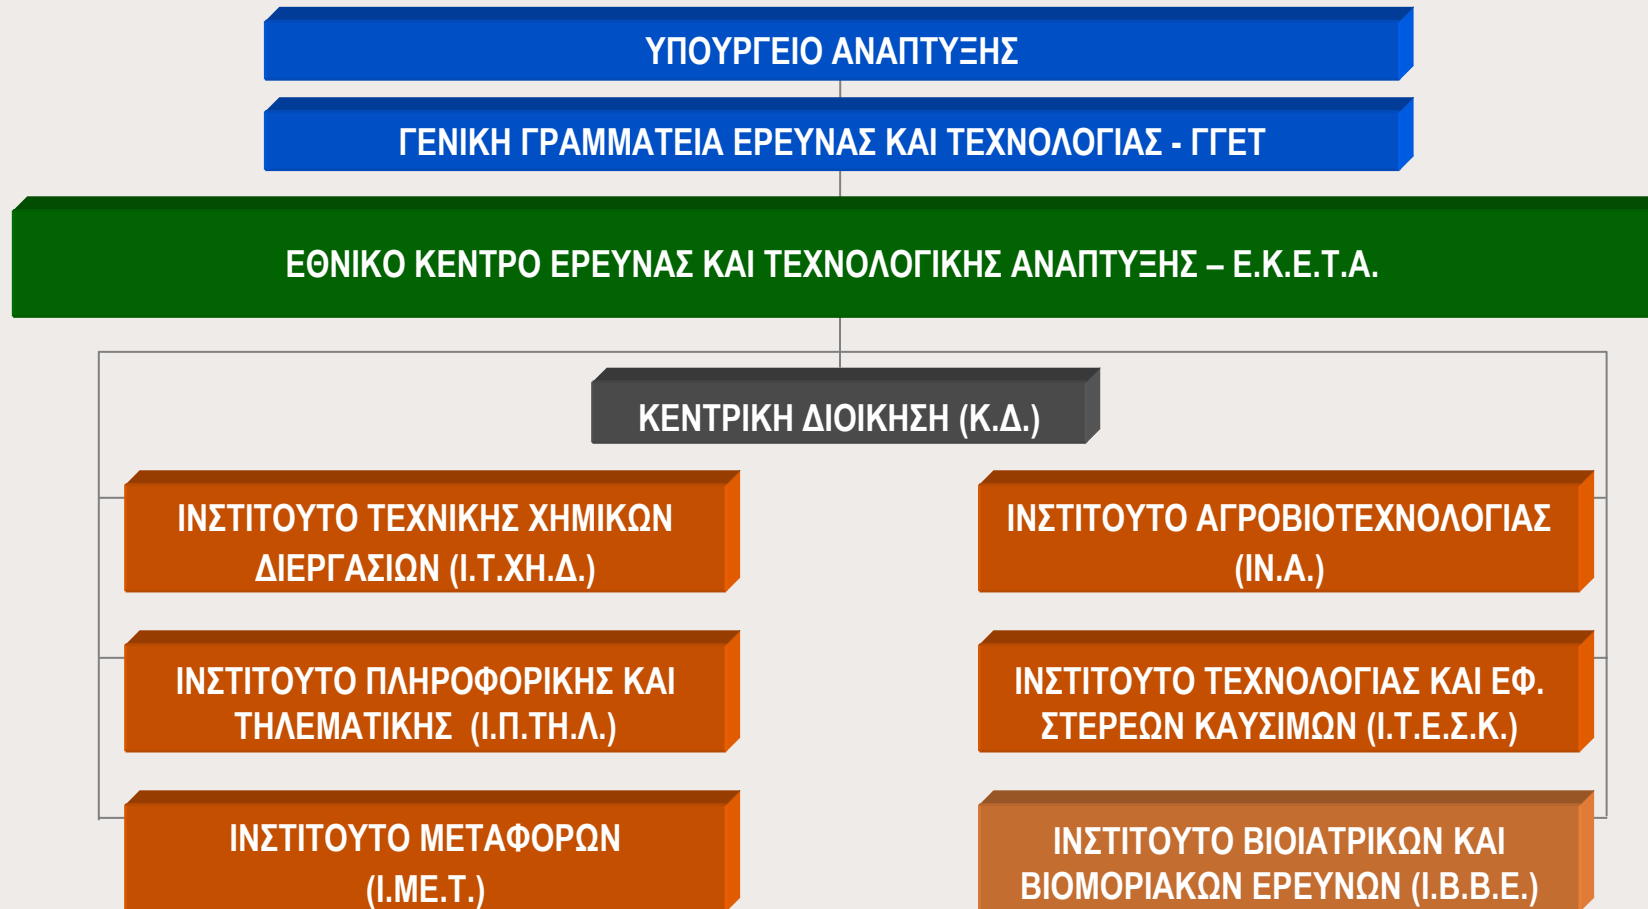 ΥΠΟΥΡΓΕΙΟ ΑΝΑΠΤΥΞΗΣ
ΓΕΝΙΚΗ ΓΡΑΜΜΑΤΕΙΑ ΕΡΕΥΝΑΣ ΚΑΙ ΤΕΧΝΟΛΟΓΙΑΣ - ΓΓΕΤ
ΕΘΝΙΚΟ ΚΕΝΤΡΟ ΕΡΕΥΝΑΣ ΚΑΙ ΤΕΧΝΟΛΟΓΙΚΗΣ ΑΝΑΠΤΥΞΗΣ – Ε.Κ.Ε.Τ.Α.
ΚΕΝΤΡΙΚΗ ΔΙΟΙΚΗΣΗ (Κ.Δ.)
ΙΝΣΤΙΤΟΥΤΟ ΤΕΧΝΙΚΗΣ ΧΗΜΙΚΩΝ
ΔΙΕΡΓΑΣΙΩΝ (Ι.Τ.ΧΗ.Δ.)
ΙΝΣΤΙΤΟΥΤΟ ΑΓΡΟΒΙΟΤΕΧΝΟΛΟΓΙΑΣ
(ΙΝ.Α.)
ΙΝΣΤΙΤΟΥΤΟ ΠΛΗΡΟΦΟΡΙΚΗΣ ΚΑΙ
ΤΗΛΕΜΑΤΙΚΗΣ (Ι.Π.ΤΗ.Λ.)
ΙΝΣΤΙΤΟΥΤΟ ΤΕΧΝΟΛΟΓΙΑΣ ΚΑΙ ΕΦ.
ΣΤΕΡΕΩΝ ΚΑΥΣΙΜΩΝ (Ι.Τ.Ε.Σ.Κ.)
ΙΝΣΤΙΤΟΥΤΟ ΜΕΤΑΦΟΡΩΝ
(Ι.ΜΕ.Τ.)
ΙΝΣΤΙΤΟΥΤΟ ΒΙΟΙΑΤΡΙΚΩΝ ΚΑΙ
ΒΙΟΜΟΡΙΑΚΩΝ ΕΡΕΥΝΩΝ (Ι.Β.Β.Ε.)